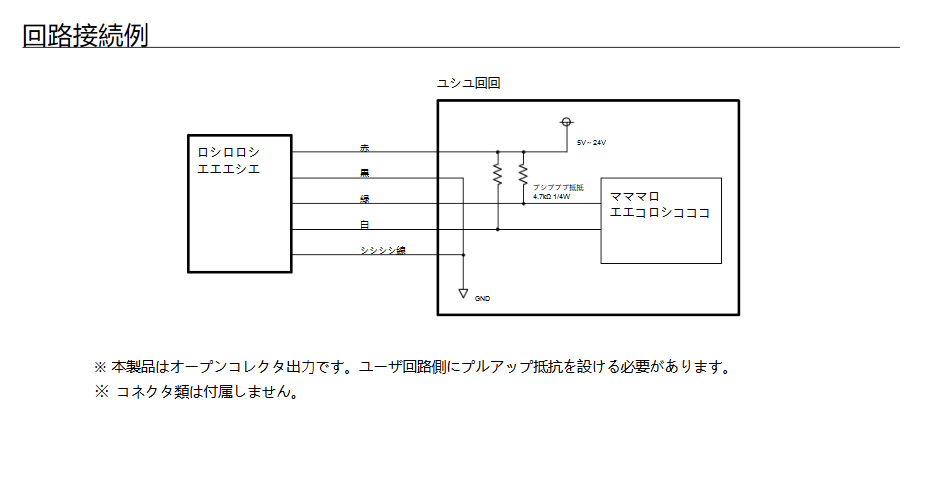 回路接続例
ユシユ回回
ロシロロシ
エエエシエ
赤
5V~24V
黒
プシププブ抵抵
4.7kΩ 1/4W
緑
マママロ
エエコロシココココ
白
シシシシ線
GND
※ 本製品はオープンコレクタ出力です。ユーザ回路側にプルアップ抵抗を設ける必要があります。
※ コネクタ類は付属しません。